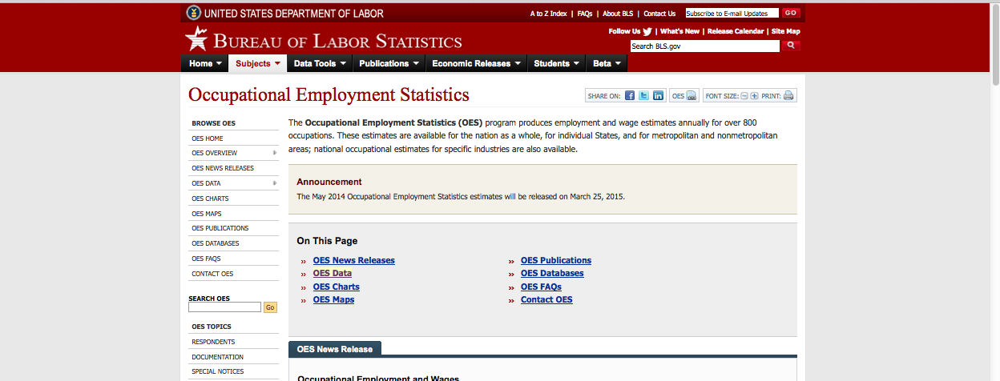 UNITED STATES DEPARTMENT OF LABOR
A to Z Index | FAQs | About BLS | Contact Us Subscribe to E-mail Updates GO
Follow Us | What's New | Release Calendar | Site Map
BUREAU OF LABOR STATISTICS
Search BLS.gov
Home Subjects Data Tools Publications Economic Releases Students Beta
Occupational Employment Statistics
SHARE ON: OES FONT SIZE: PRINT:
BROWSE OES
OES HOME
OES OVERVIEW
OES NEWS RELEASES
OES DATA
OES CHARTS
OES MAPS
OES PUBLICATIONS
OES DATABASES
OES FAQS
CONTACT OES
SEARCH OES
Go
OES TOPICS
RESPONDENTS
DOCUMENTATION
SPECIAL NOTICES
The Occupational Employment Statistics (OES) program produces employment and wage estimates annually for over 800
occupations. These estimates are available for the nation as a whole, for individual States, and for metropolitan and nonmetropolitan
areas; national occupational estimates for specific industries are also available.
Announcement
The May 2014 Occupational Employment Statistics estimates will be released on March 25, 2015.
On This Page
» OES News Releases
» OES Data
» OES Charts
» OES Maps
» OES Publications
» OES Databases
» OES FAQs
» Contact OES
OES News Release
Occupational Employment and Wages